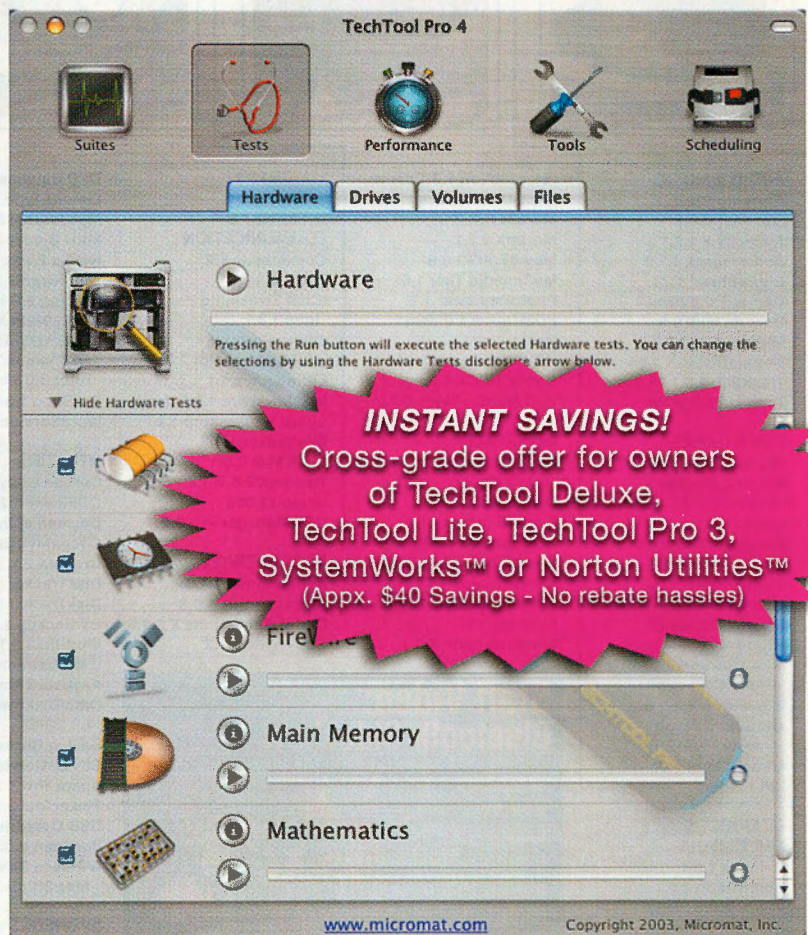 TechTool Pro 4
Suites
Tests
Performance
Tools
Scheduling
Hardware
Drives
Volumes
Files
Hardware
Pressing the Run button will execute the selected Hardware tests. You can change the
selections by using the Hardware Tests disclosure arrow below.
Hide Hardware Tests
INSTANT SAVINGS!
Cross-grade offer for owners
of TechTool Deluxe,
TechTool Lite, TechTool Pro 3,
SystemWorks™ or Norton Utilities™
(Appx. $40 Savings - No rebate hassles)
Main Memory
TECHTOOL PRO
Mathematics
www.micromat.com
Copyright 2003, Micromat, Inc.